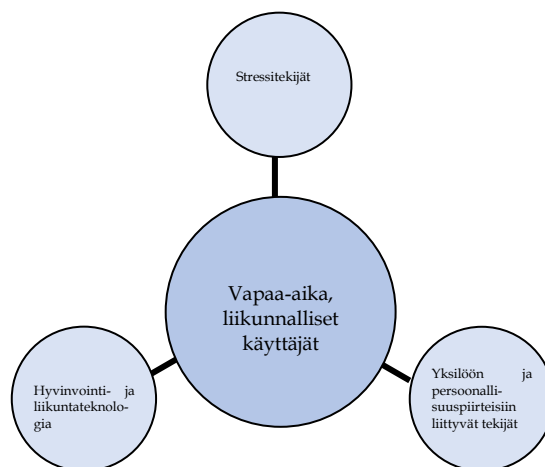 Stressitekijät
Vapaa-aika,
liikunnalliset
käyttäjät
Hyvinvointi- ja
liikuntateknolo-
gia
Yksilöön ja
persoonalli-
suuspiirteisiin
liittyvät tekijät